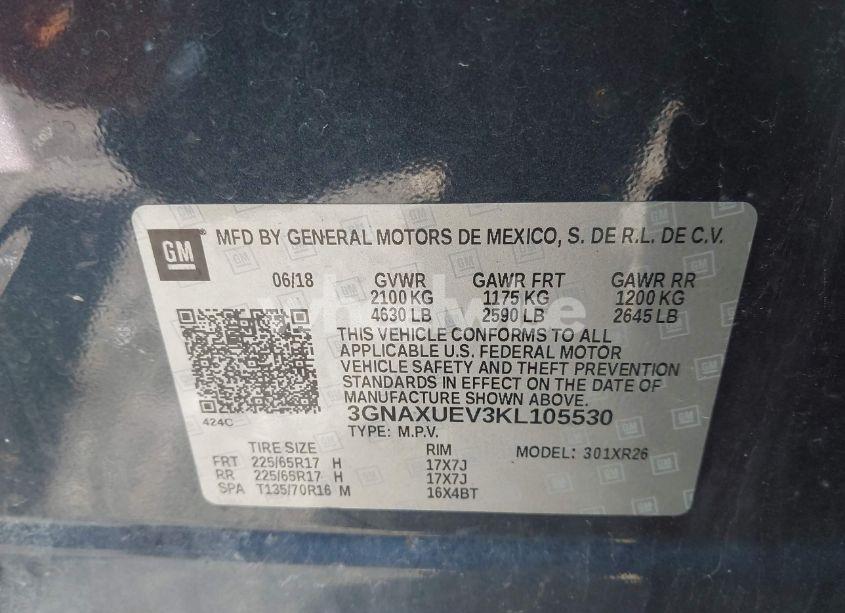 GM MFD BY GENERAL MOTORS DE MEXICO, S. DE R.L. DE C.V.
06/18 GVWR GAWR FRT GAWR RR
2100 KG 1175 KG 1200 KG
4630 LB 2590 LB 2645 LB
THIS VEHICLE CONFORMS TO ALL
APPLICABLE U.S. FEDERAL MOTOR
VEHICLE SAFETY AND THEFT PREVENTION
STANDARDS IN EFFECT ON THE DATE OF
MANUFACTURE SHOWN ABOVE.
424C 3GNAXUEV3KL105530
TYPE: M.P.V.
TIRE SIZE RIM MODEL: 301XR26
FRT 225/65R17 H 17X7J
RR 225/65R17 H 17X7J
SPA T135/70R16 M 16X4BT